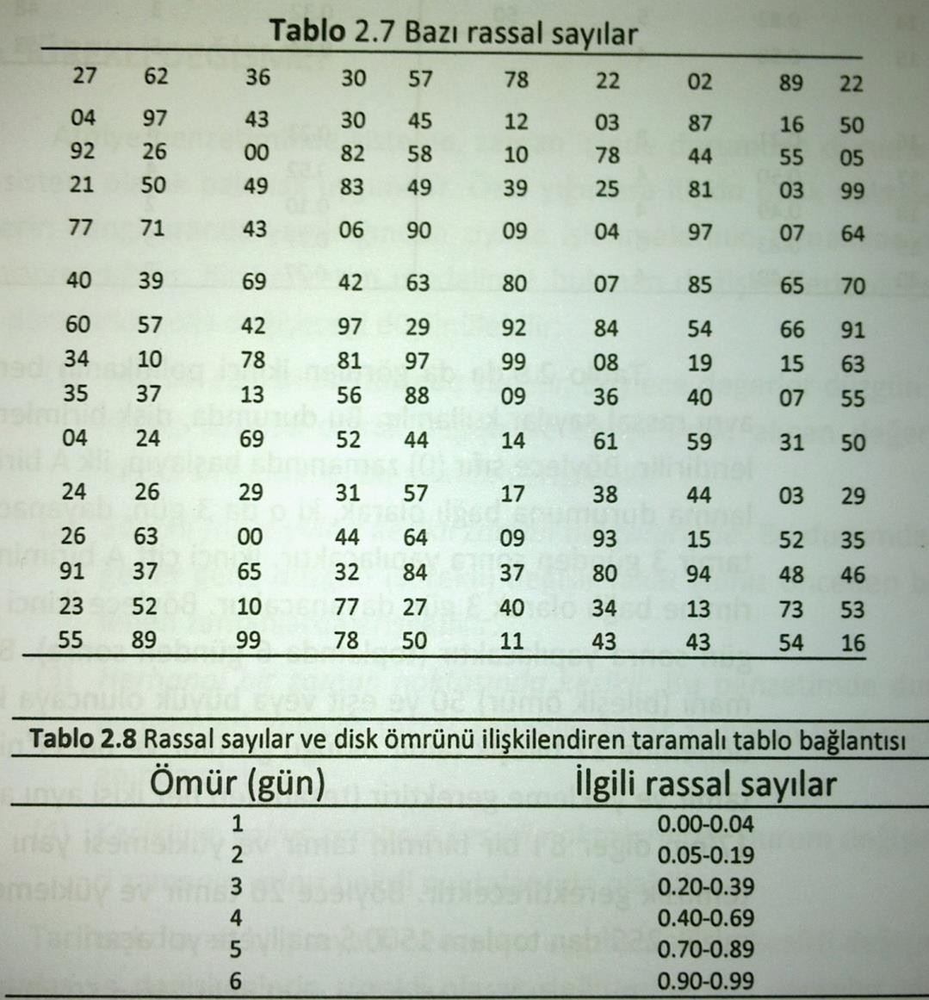 Tablo 2.7 Bazı rassal sayılar
27 62 36 30 57 78 22 02 89 22
04 97 43 30 45 12 03 87 16 50
92 26 00 82 58 10 78 44 55 05
21 50 49 83 49 39 25 81 03 99
77 71 43 06 90 09 04 97 07 64
40 39 69 42 63 80 07 85 65 70
60 57 42 97 29 92 84 54 66 91
34 10 78 81 97 99 08 19 15 63
35 37 13 56 88 09 36 40 07 55
04 24 69 52 44 14 61 59 31 50
24 26 29 31 57 17 38 44 03 29
26 63 00 44 64 09 93 15 52 35
91 37 65 32 84 37 80 94 48 46
23 52 10 77 27 40 34 13 73 53
55 89 99 78 50 11 43 43 54 16
Tablo 2.8 Rassal sayılar ve disk ömrünü ilişkilendiren taramalı tablo bağlantısı
Ömür (gün) İlgili rassal sayılar
1 0.00-0.04
2 0.05-0.19
3 0.20-0.39
4 0.40-0.69
5 0.70-0.89
6 0.90-0.99